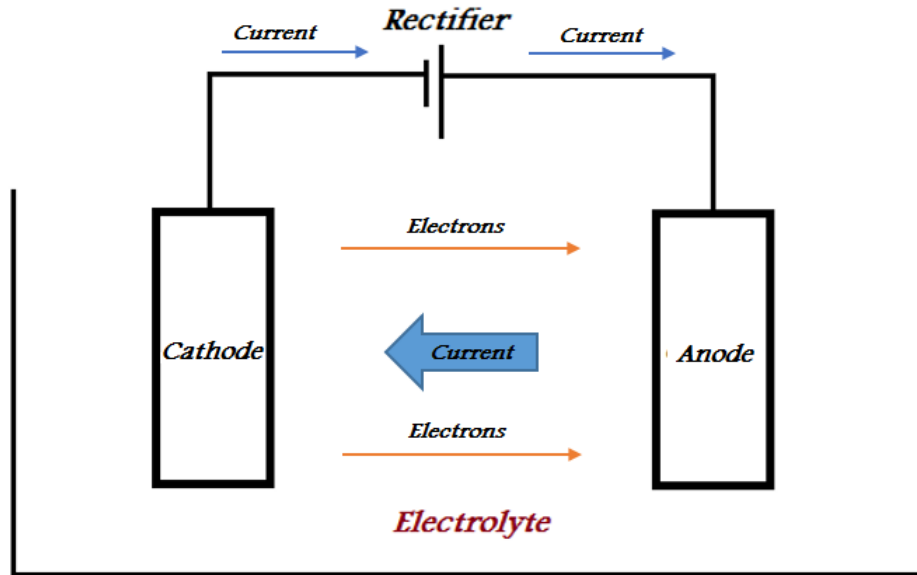 Rectifier
Current
Current
Electrons
Cathode
Current
Anode
Electrons
Electrolyte